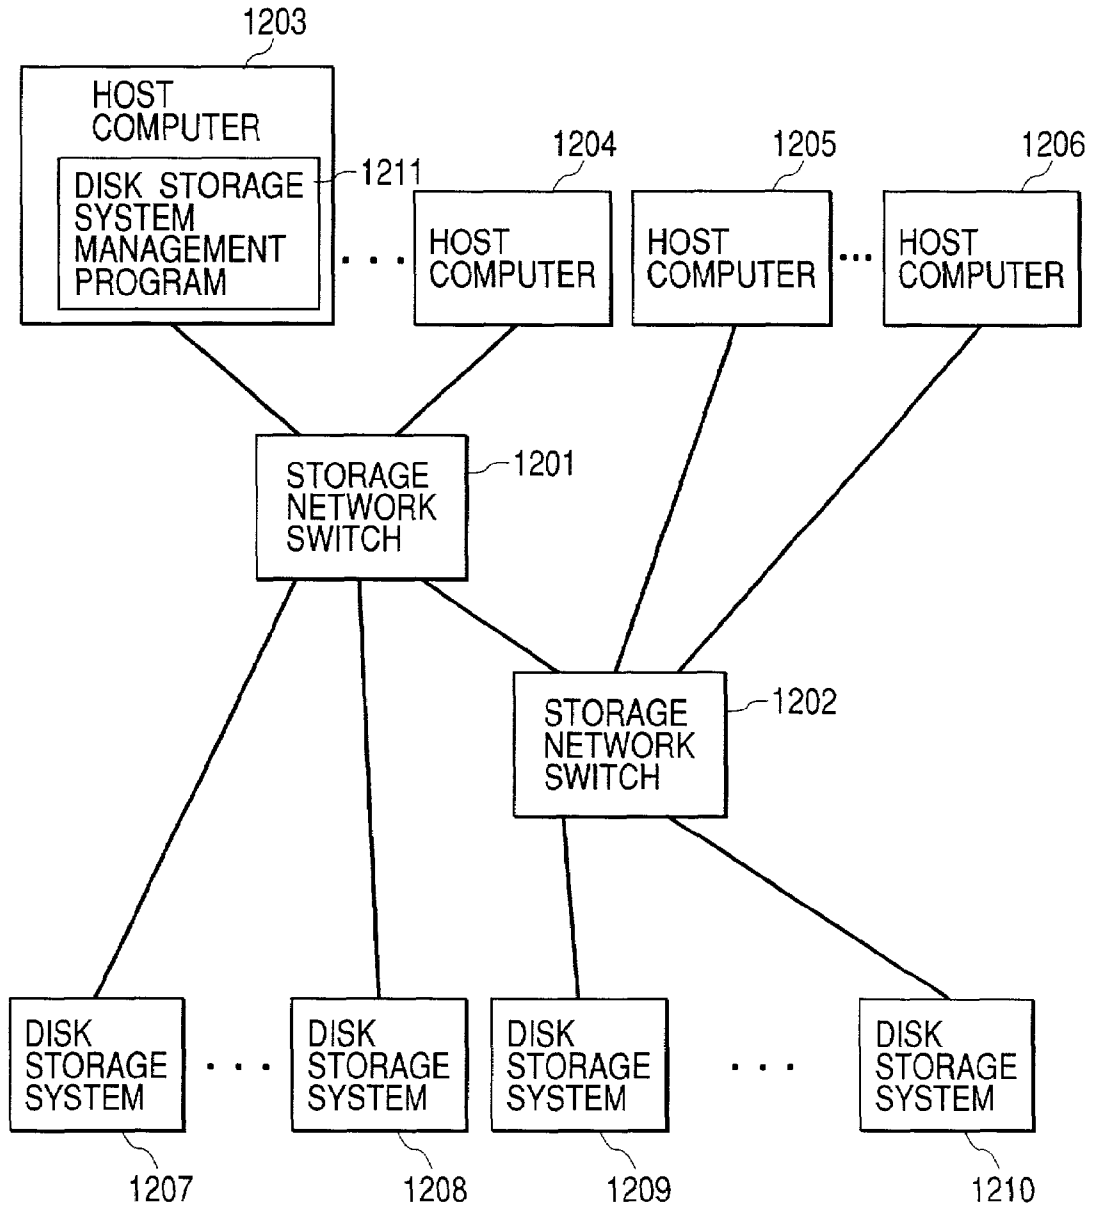 1203
HOST
COMPUTER
1211
DISK STORAGE
SYSTEM
MANAGEMENT
PROGRAM
. . .
1204
HOST
COMPUTER
1205
HOST
COMPUTER
...
1206
HOST
COMPUTER
1201
STORAGE
NETWORK
SWITCH
1202
STORAGE
NETWORK
SWITCH
DISK
STORAGE
SYSTEM
1207
. . .
DISK
STORAGE
SYSTEM
1208
DISK
STORAGE
SYSTEM
1209
. . .
DISK
STORAGE
SYSTEM
1210